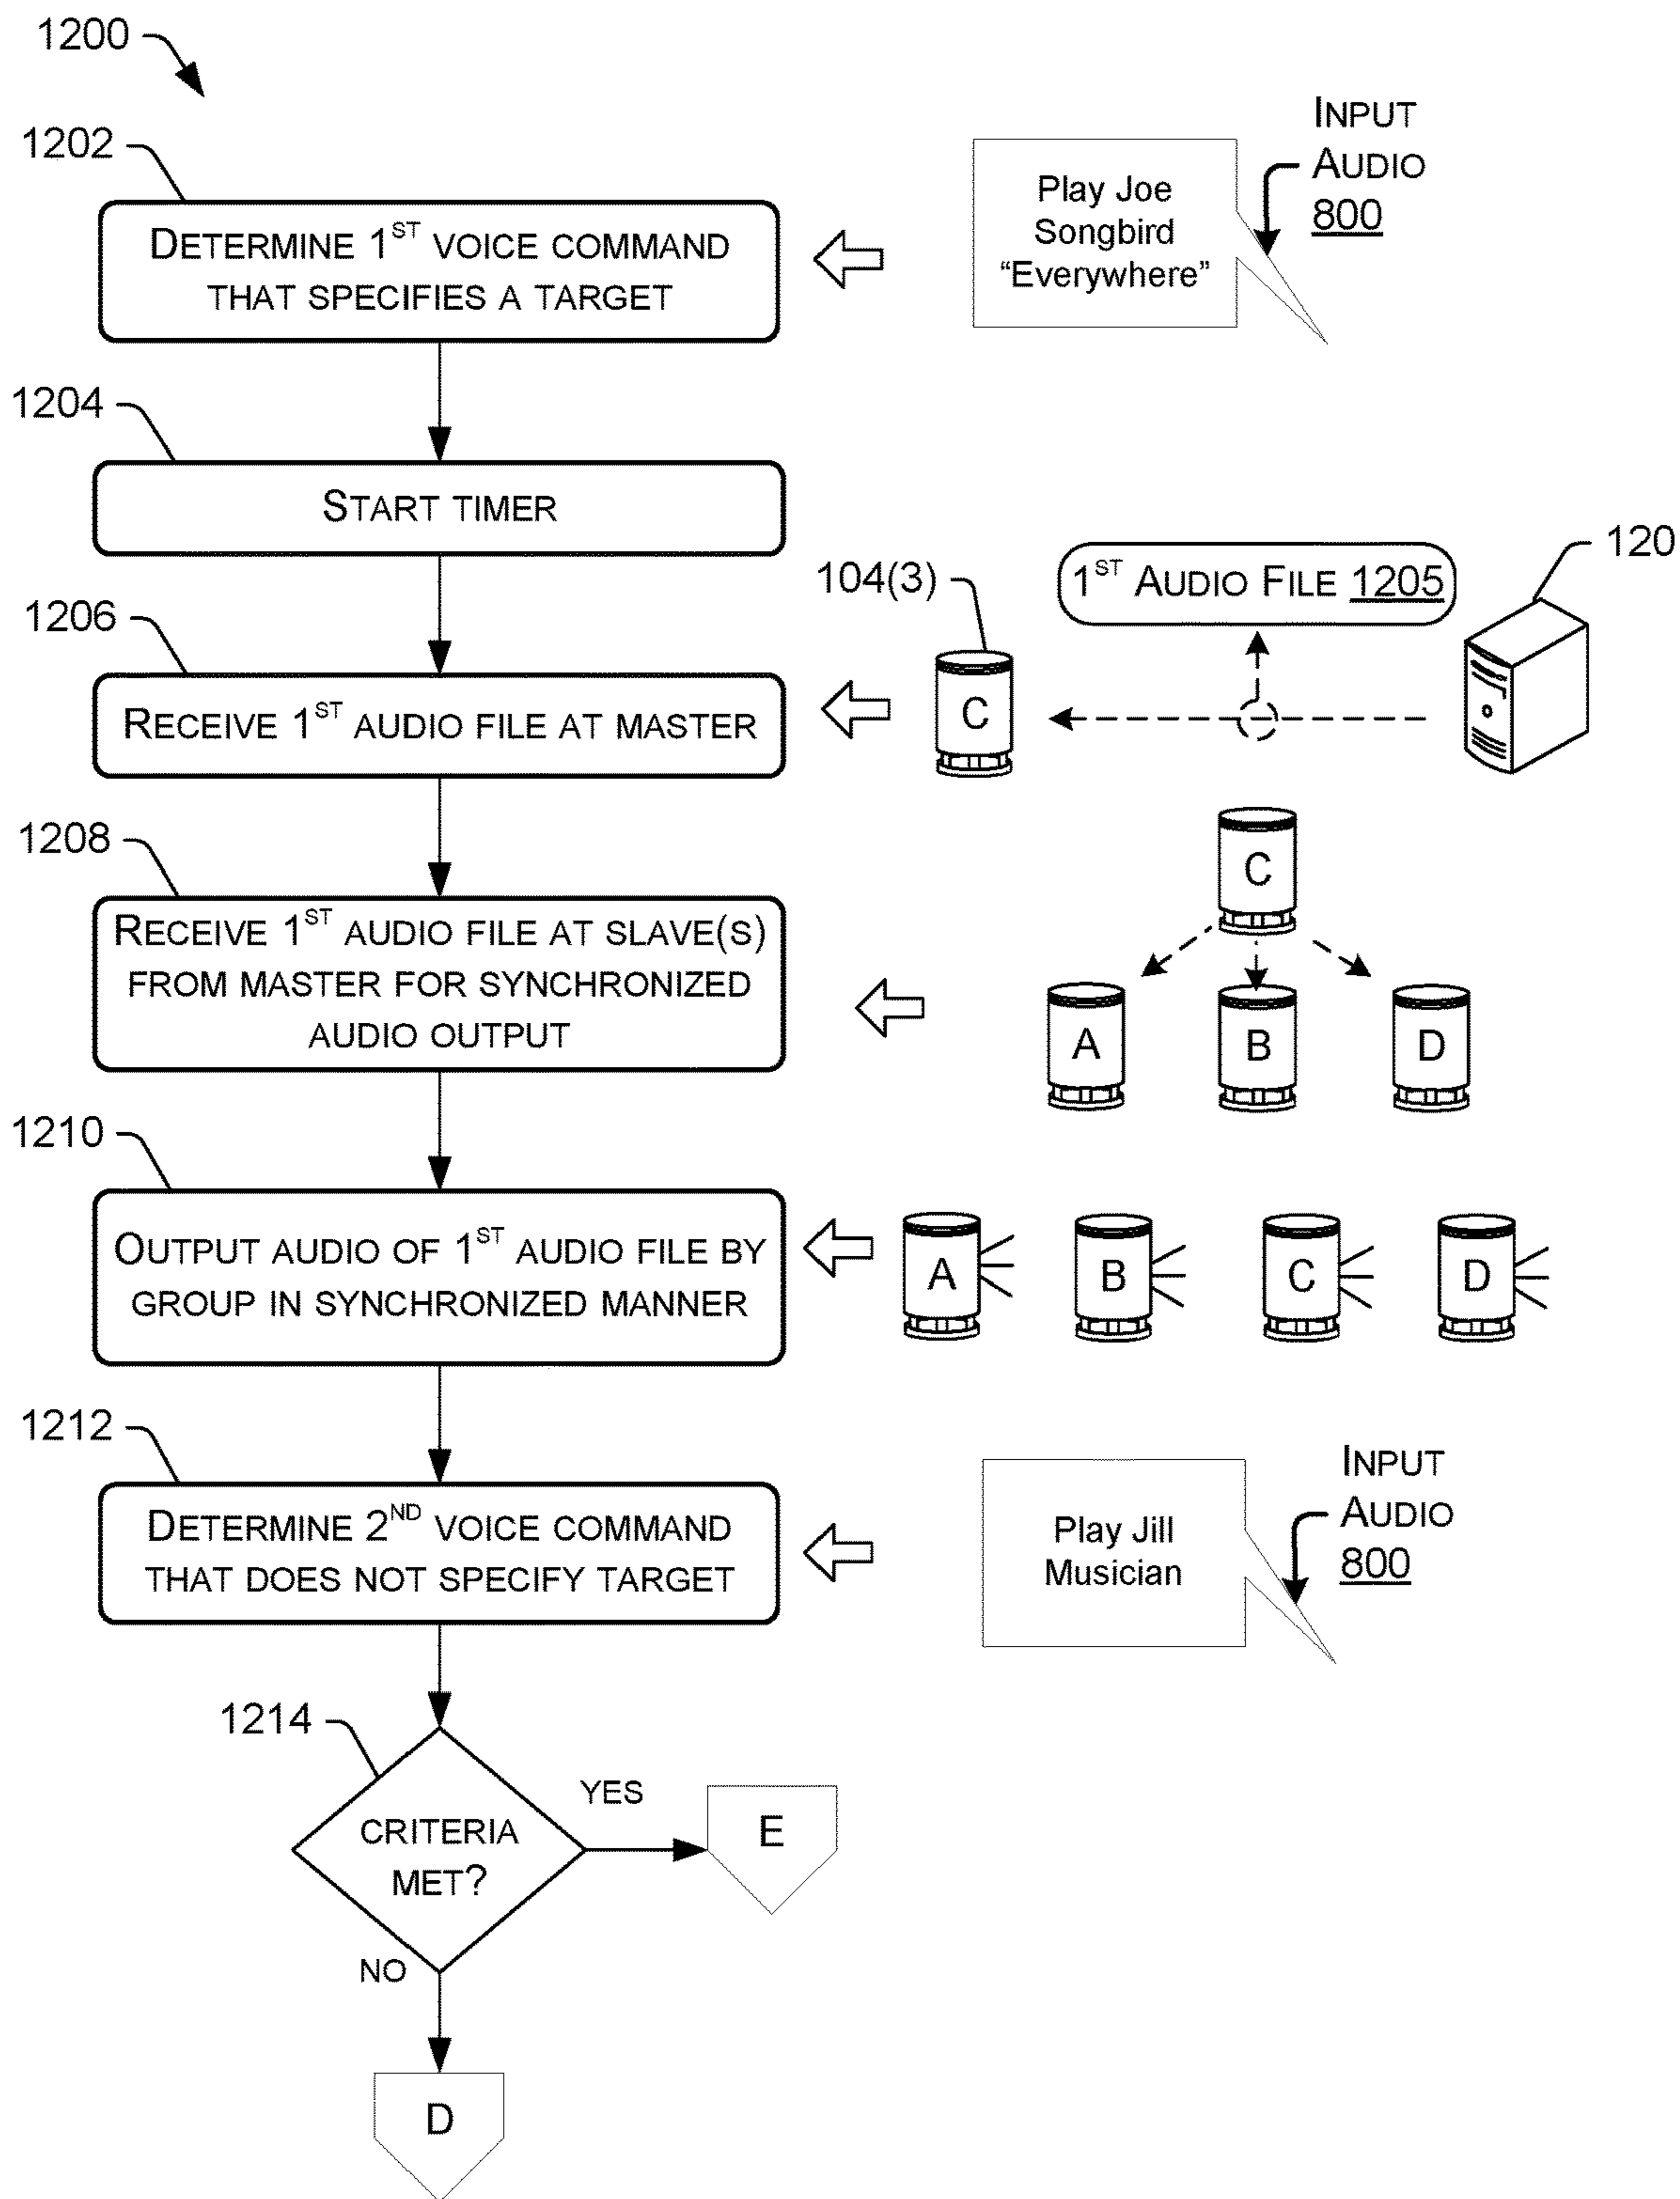 1200
1202
DETERMINE 1ST VOICE COMMAND
THAT SPECIFIES A TARGET
Play Joe
Songbird
“Everywhere”
INPUT
AUDIO
800
1204
START TIMER
1206
RECEIVE 1ST AUDIO FILE AT MASTER
104(3)
C
1ST AUDIO FILE 1205
120
1208
RECEIVE 1ST AUDIO FILE AT SLAVE(S)
FROM MASTER FOR SYNCHRONIZED
AUDIO OUTPUT
C
A B D
1210
OUTPUT AUDIO OF 1ST AUDIO FILE BY
GROUP IN SYNCHRONIZED MANNER
A B C D
1212
DETERMINE 2ND VOICE COMMAND
THAT DOES NOT SPECIFY TARGET
Play Jill
Musician
INPUT
AUDIO
800
1214
CRITERIA
MET?
YES
E
NO
D